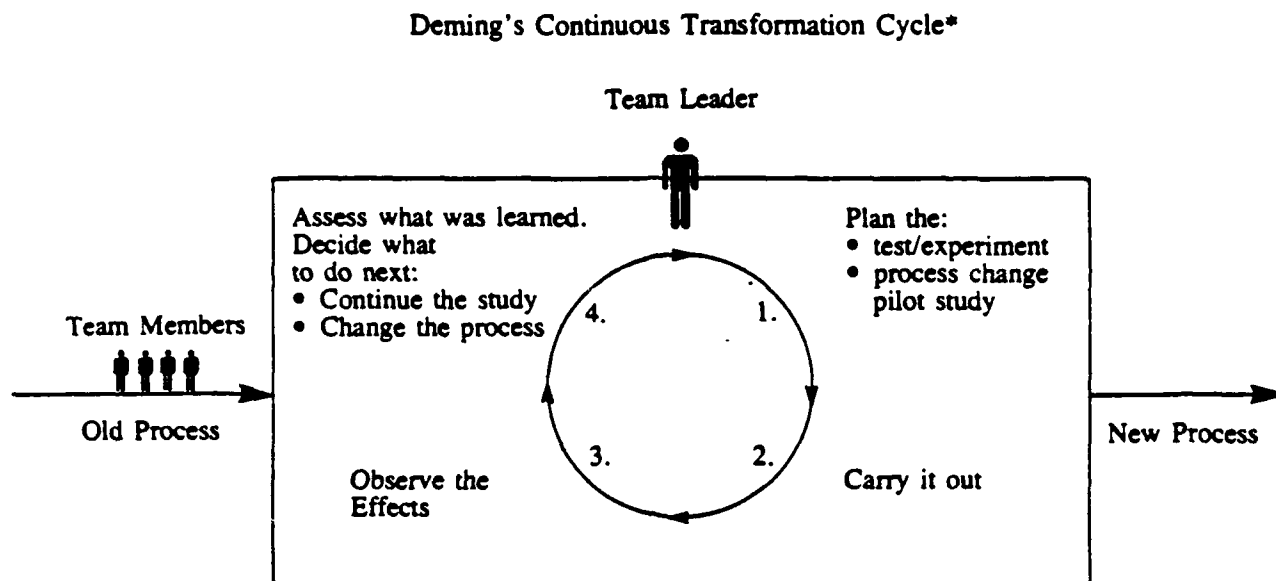 Deming's Continuous Transformation Cycle*
Team Leader
Assess what was learned.
Decide what
to do next:
• Continue the study
• Change the process
Plan the:
• test/experiment
• process change
pilot study
4.
1.
Team Members
Old Process
New Process
3.
2.
Observe the
Effects
Carry it out